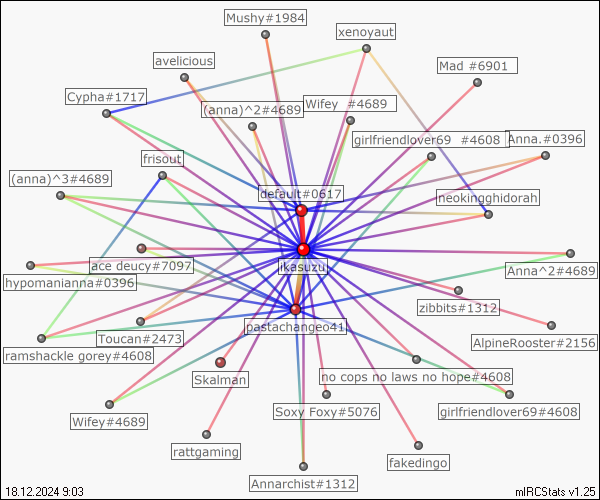 Mushy#1984
xenoyaut
avelicious
Mad #6901
Cypha#1717
(anna)^2#4689
Wifey  #4689
girlfriendlover69  #4608
Anna.#0396
frisout
(anna)^3#4689
default#0617
neokingghidorah
ace deucy#7097
ikasuzu
Anna^2#4689
hypomanianna#0396
zibbits#1312
pastachangeo41
Toucan#2473
AlpineRooster#2156
ramshackle gorey#4608
Skalman
no cops no laws no hope#4608
Soxy Foxy#5076
girlfriendlover69#4608
Wifey#4689
rattgaming
fakedingo
Annarchist#1312
18.12.2024 9:03
mIRCStats v1.25